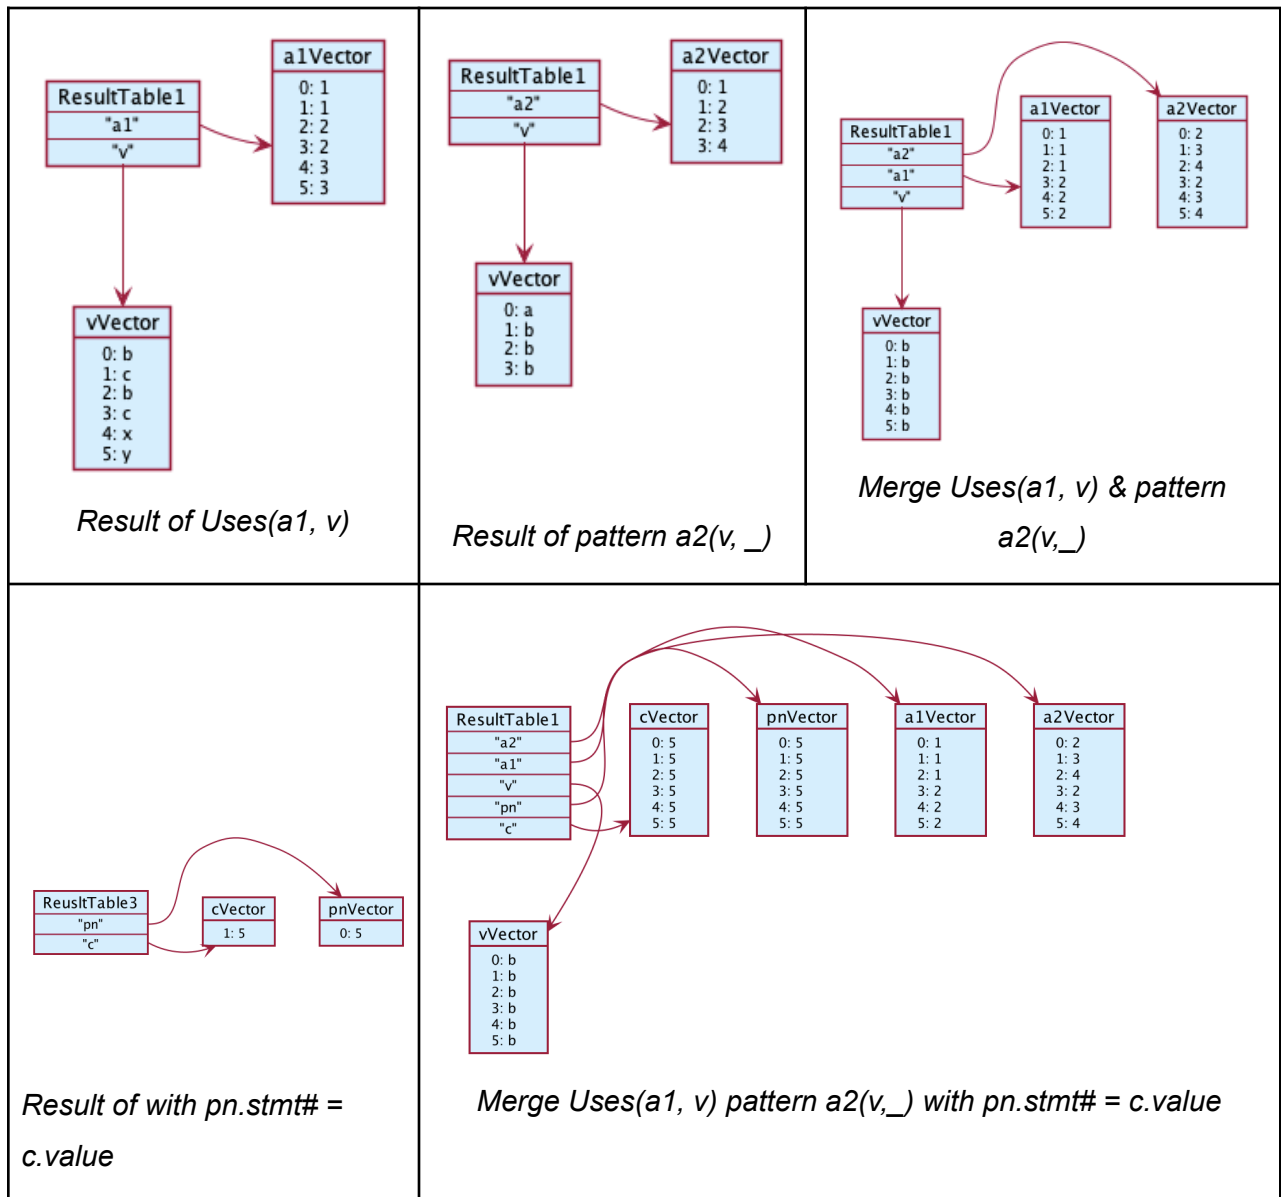 ResultTable1
"a1"
"v"
a1Vector
0: 1
1: 1
2: 2
3: 2
4: 3
5: 3
vVector
0: b
1: c
2: b
3: c
4: x
5: y
Result of Uses(a1, v)
ResultTable1
"a2"
"v"
a2Vector
0: 1
1: 2
2: 3
3: 4
vVector
0: a
1: b
2: b
3: b
Result of pattern a2(v, _)
ResultTable1
"a2"
"a1"
"v"
a1Vector
0: 1
1: 1
2: 1
3: 2
4: 2
5: 2
a2Vector
0: 2
1: 3
2: 4
3: 2
4: 3
5: 4
vVector
0: b
1: b
2: b
3: b
4: b
5: b
Merge Uses(a1, v) & pattern
a2(v,_)
ReusltTable3
"pn"
"c"
cVector
1: 5
pnVector
0: 5
Result of with pn.stmt# =
c.value
ResultTable1
"a2"
"a1"
"v"
"pn"
"c"
cVector
0: 5
1: 5
2: 5
3: 5
4: 5
5: 5
pnVector
0: 5
1: 5
2: 5
3: 5
4: 5
5: 5
a1Vector
0: 1
1: 1
2: 1
3: 2
4: 2
5: 2
a2Vector
0: 2
1: 3
2: 4
3: 2
4: 3
5: 4
vVector
0: b
1: b
2: b
3: b
4: b
5: b
Merge Uses(a1, v) pattern a2(v,_) with pn.stmt# = c.value